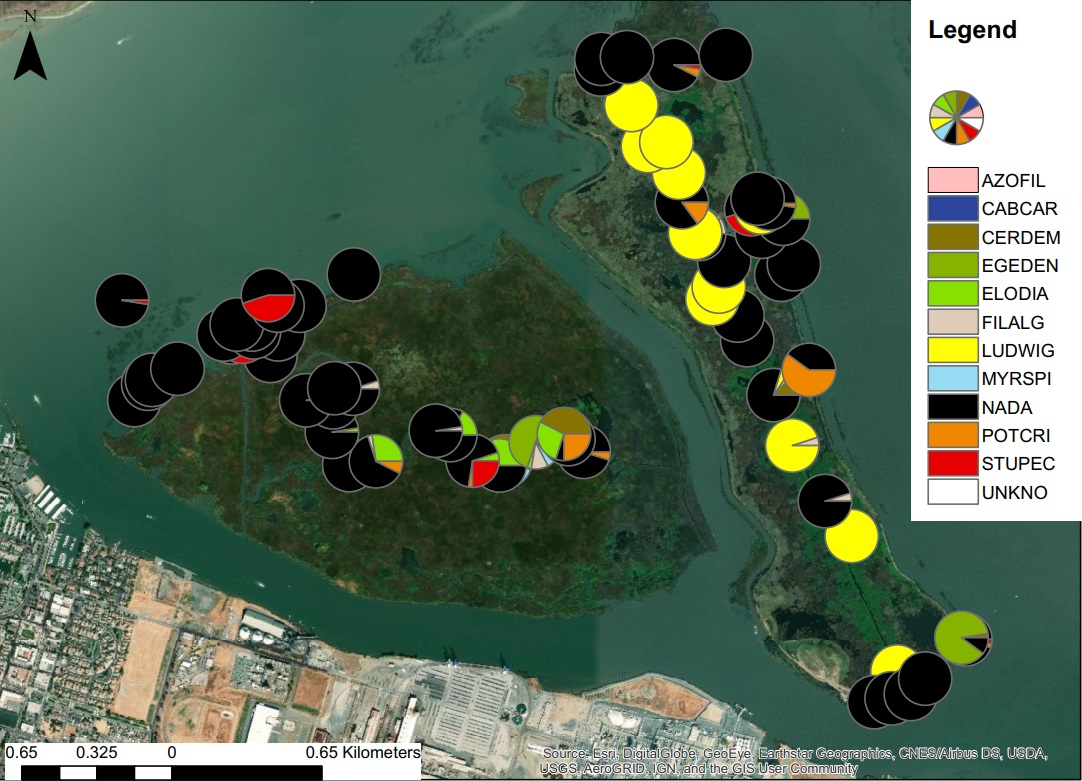 N
Legend
AZOFIL
CABCAR
CERDEM
EGEDEN
ELODIA
FILALG
LUDWIG
MYRSPI
NADA
POTCRI
STUPEC
UNKNO
0.65 0.325 0 0.65 Kilometers
Source: Esri, DigitalGlobe, GeoEye, Earthstar Geographics, CNES/Airbus DS, USDA,
USGS, AeroGRID, IGN, and the GIS User Community